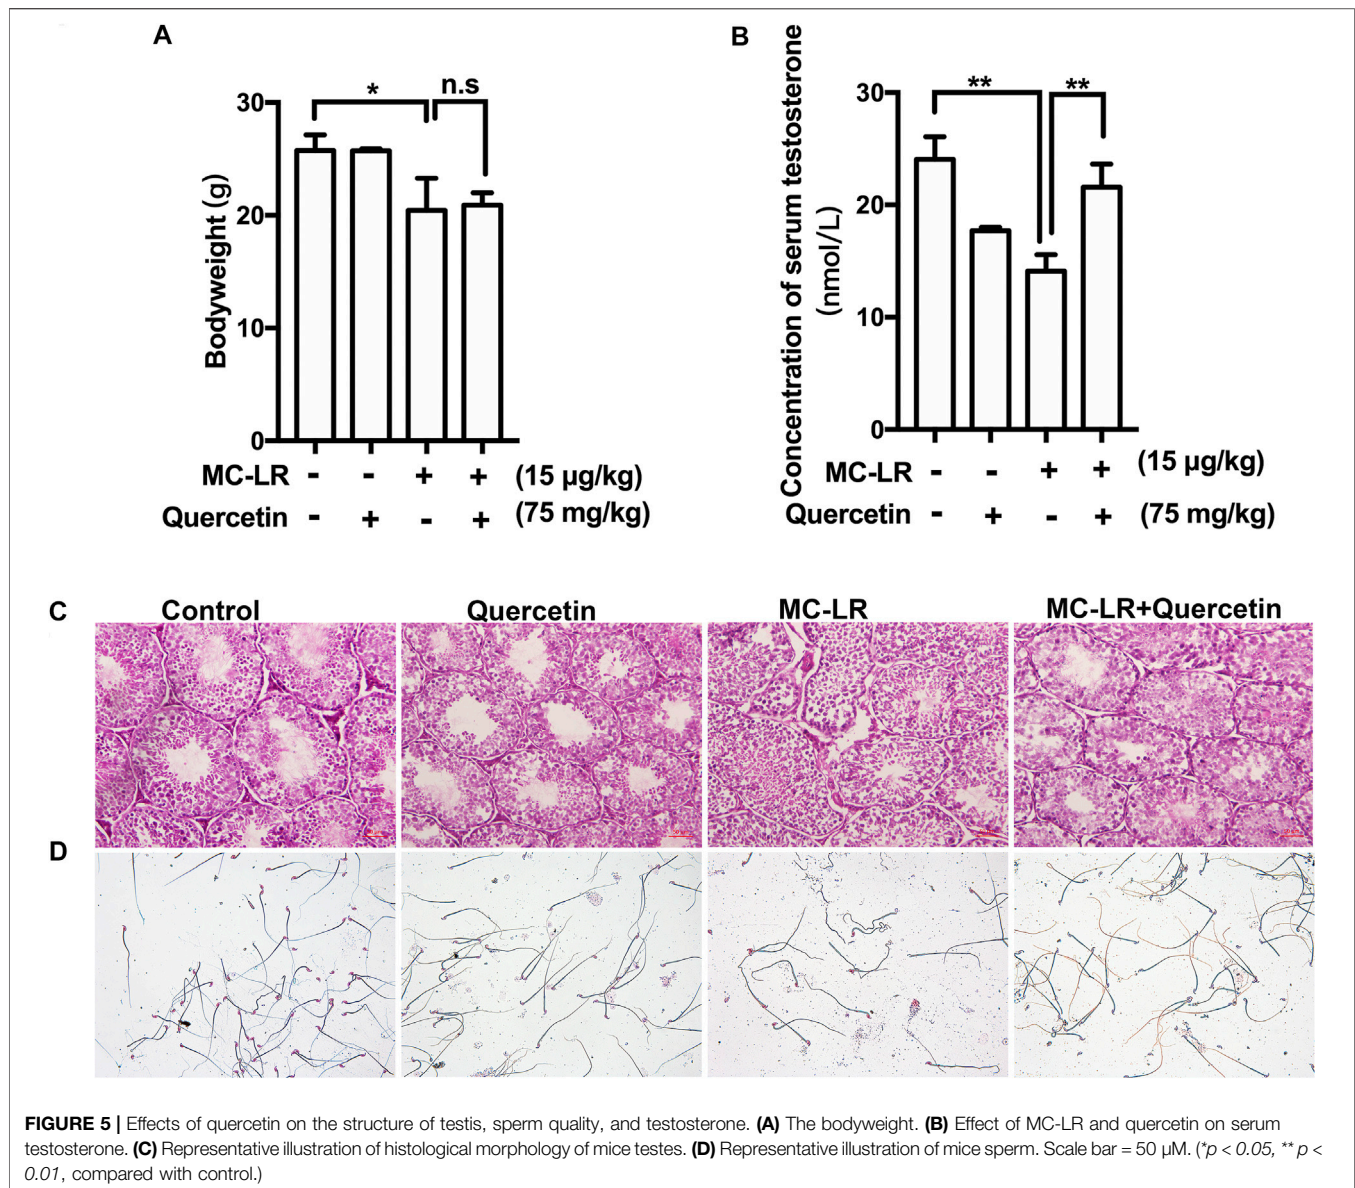 A
Bodyweight (g)
30
20
10
0
*
n.s
MC-LR - - + + (15 µg/kg)
Quercetin - + - + (75 mg/kg)
B
Concentration of serum testosterone
(nmol/L)
30
20
10
0
**
**
MC-LR - - + + (15 µg/kg)
Quercetin - + - + (75 mg/kg)
C
Control
Quercetin
MC-LR
MC-LR+Quercetin
D
FIGURE 5 | Effects of quercetin on the structure of testis, sperm quality, and testosterone. (A) The bodyweight. (B) Effect of MC-LR and quercetin on serum
testosterone. (C) Representative illustration of histological morphology of mice testes. (D) Representative illustration of mice sperm. Scale bar = 50 µM. (*p < 0.05, ** p <
0.01, compared with control.)